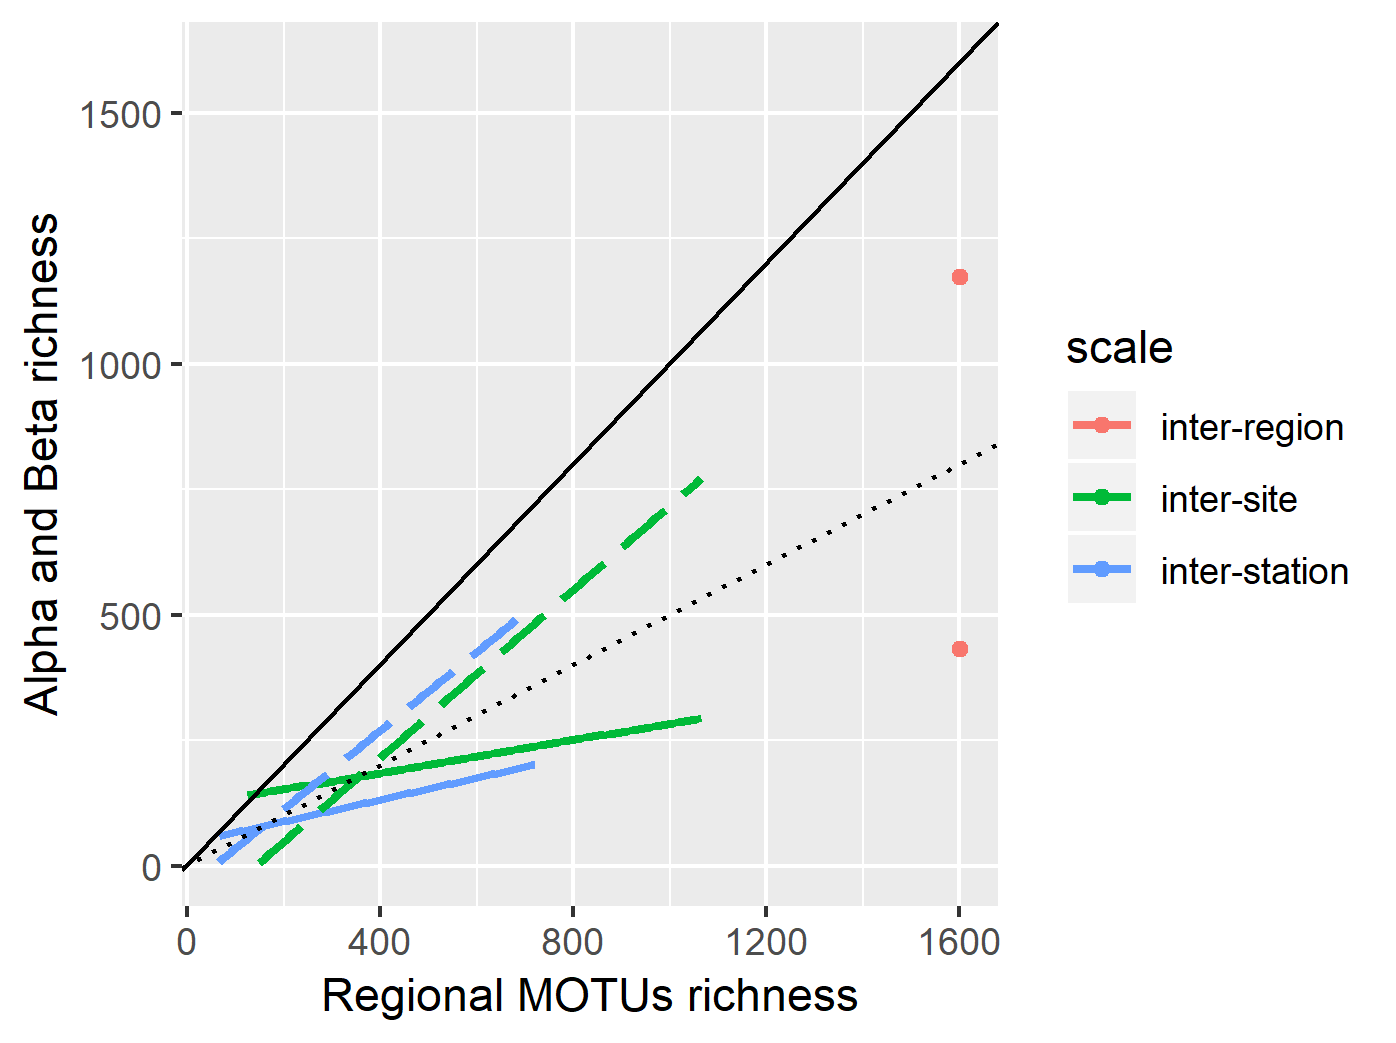 Alpha and Beta richness
1500
1000
500
0
0 400 800 1200 1600
Regional MOTUs richness
scale
inter-region
inter-site
inter-station